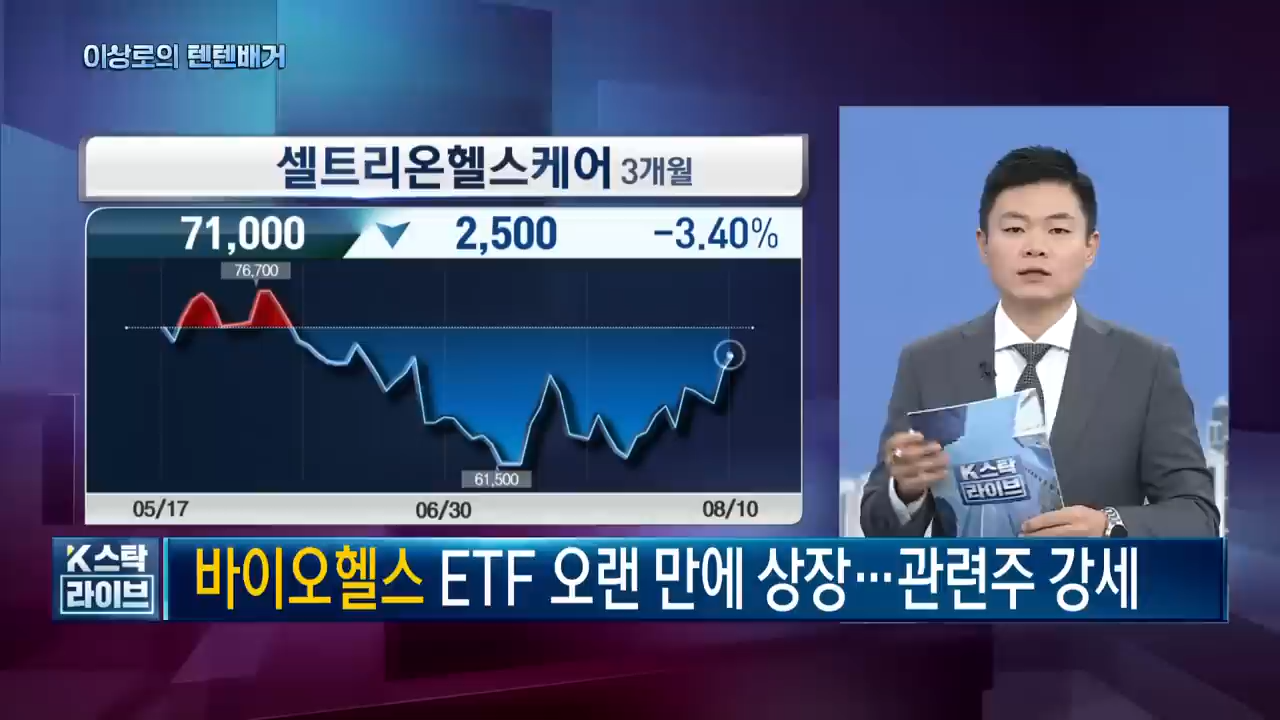 이상로의 텐텐배거
셀트리온헬스케어 3개월
71,000 ▼ 2,500 -3.40%
76,700
61,500
05/17 06/30 08/10
K스탁
라이브
K스탁
라이브
바이오헬스 ETF 오랜 만에 상장…관련주 강세